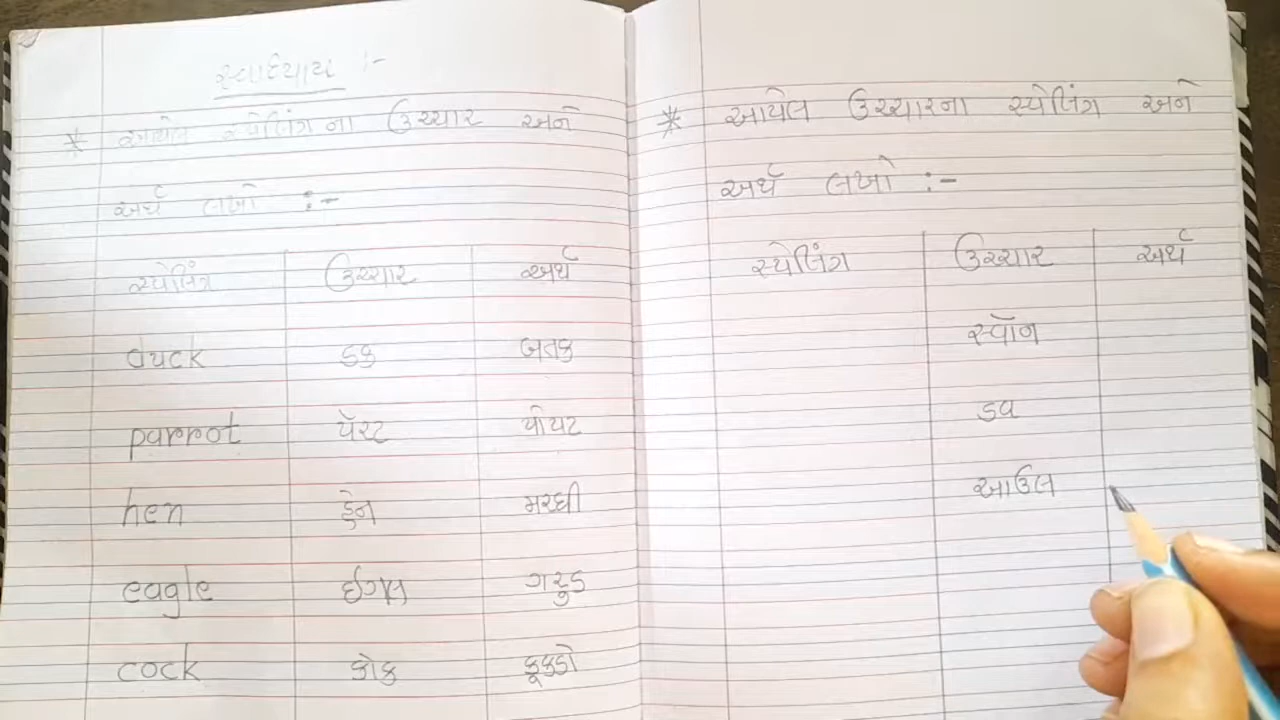 સ્વાધ્યાય :-
* આપેલ સ્પેલિંગના ઉચ્ચાર અને
અર્થ લખો :-
સ્પેલિંગ ઉચ્ચાર અર્થ
duck ડક બતક
parrot પૅરટ પોપટ
hen હેન મરઘી
eagle ઈગલ ગરુડ
cock કોક કૂકડો
* આપેલ ઉચ્ચારના સ્પેલિંગ અને
અર્થ લખો :-
સ્પેલિંગ ઉચ્ચાર અર્થ
સ્વૉન
ડવ
આઉલ